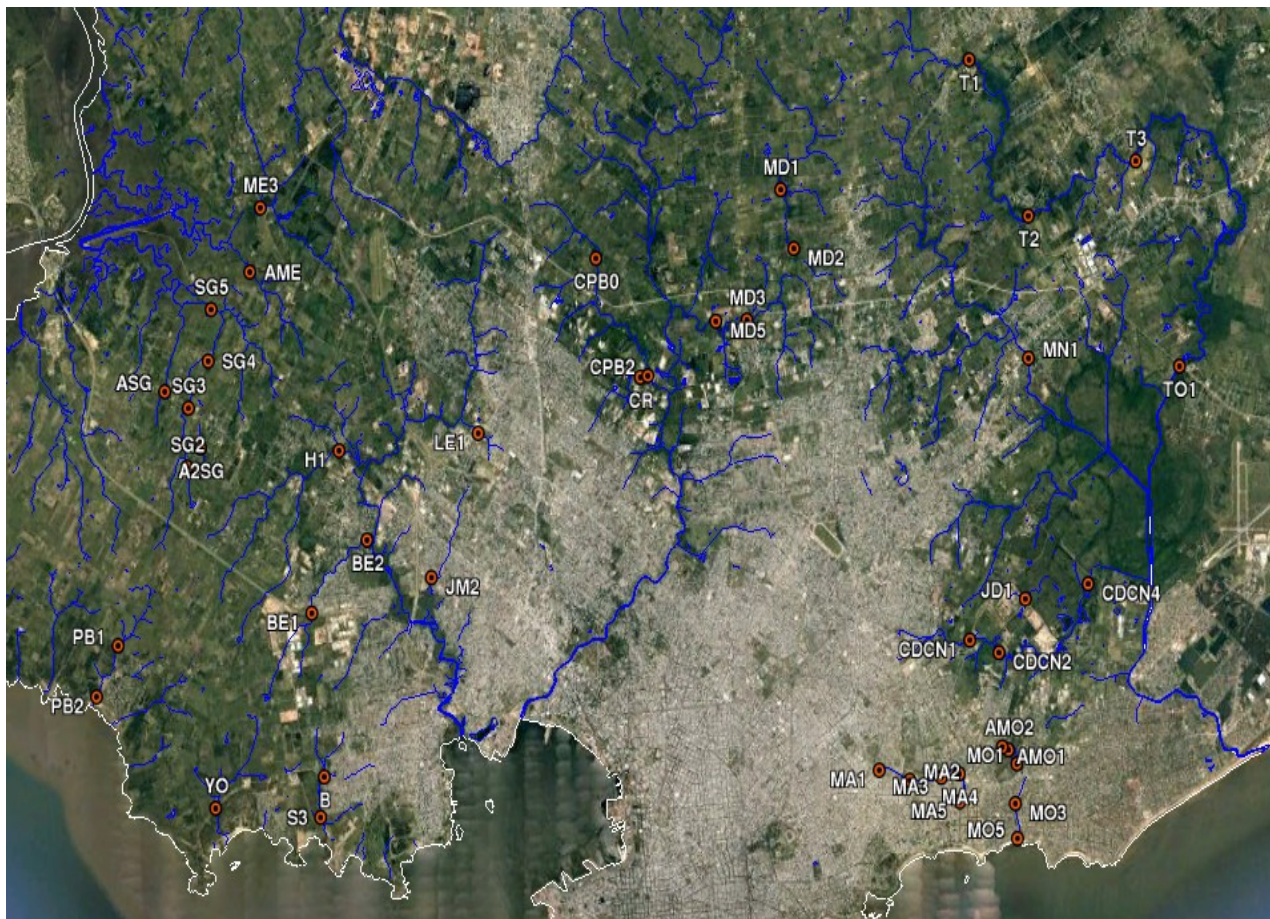 T1
T3
MD1
ME3
T2
MD2
CPB0
AME
SG5
MD3
MD5
MN1
SG4
CPB2
TO1
ASG
SG3
CR
SG2
LE1
H1
A2SG
BE2
JM2
CDCN4
JD1
BE1
PB1
CDCN1
CDCN2
PB2
AMO2
MO1
AMO1
MA1
MA2
MA3
YO
B
MA4
S3
MA5
MO3
MO5